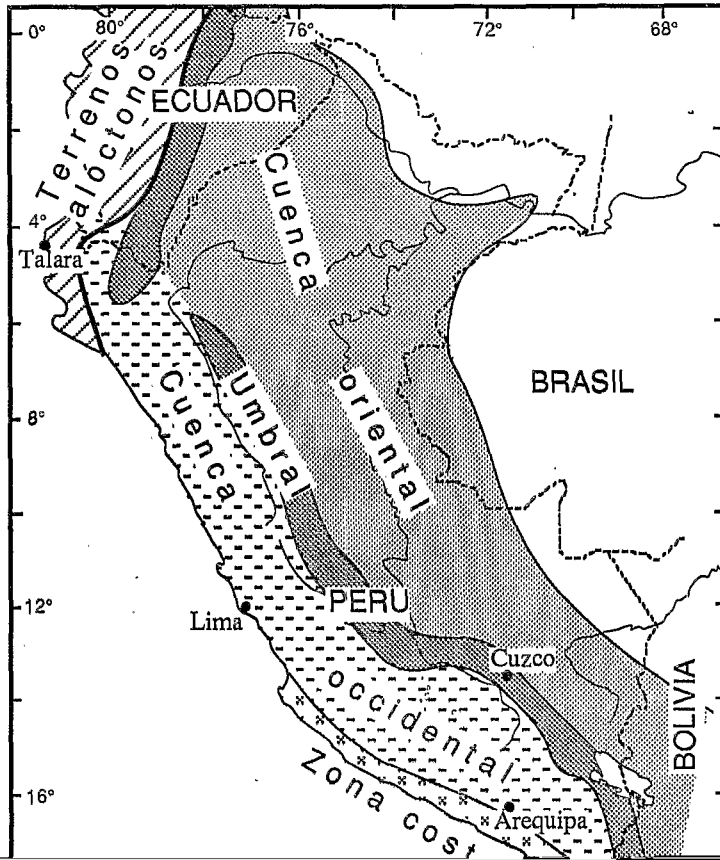 80°
76°
72°
68°
0°
Terrenos
alóctonos
ECUADOR
Cuenca
4°
Talara
BRASIL
Cuenca
Umbral
oriental
8°
12°
PERU
Lima
Cuzco
occidental
BOLIVIA
Zona cost
16°
Arequipa